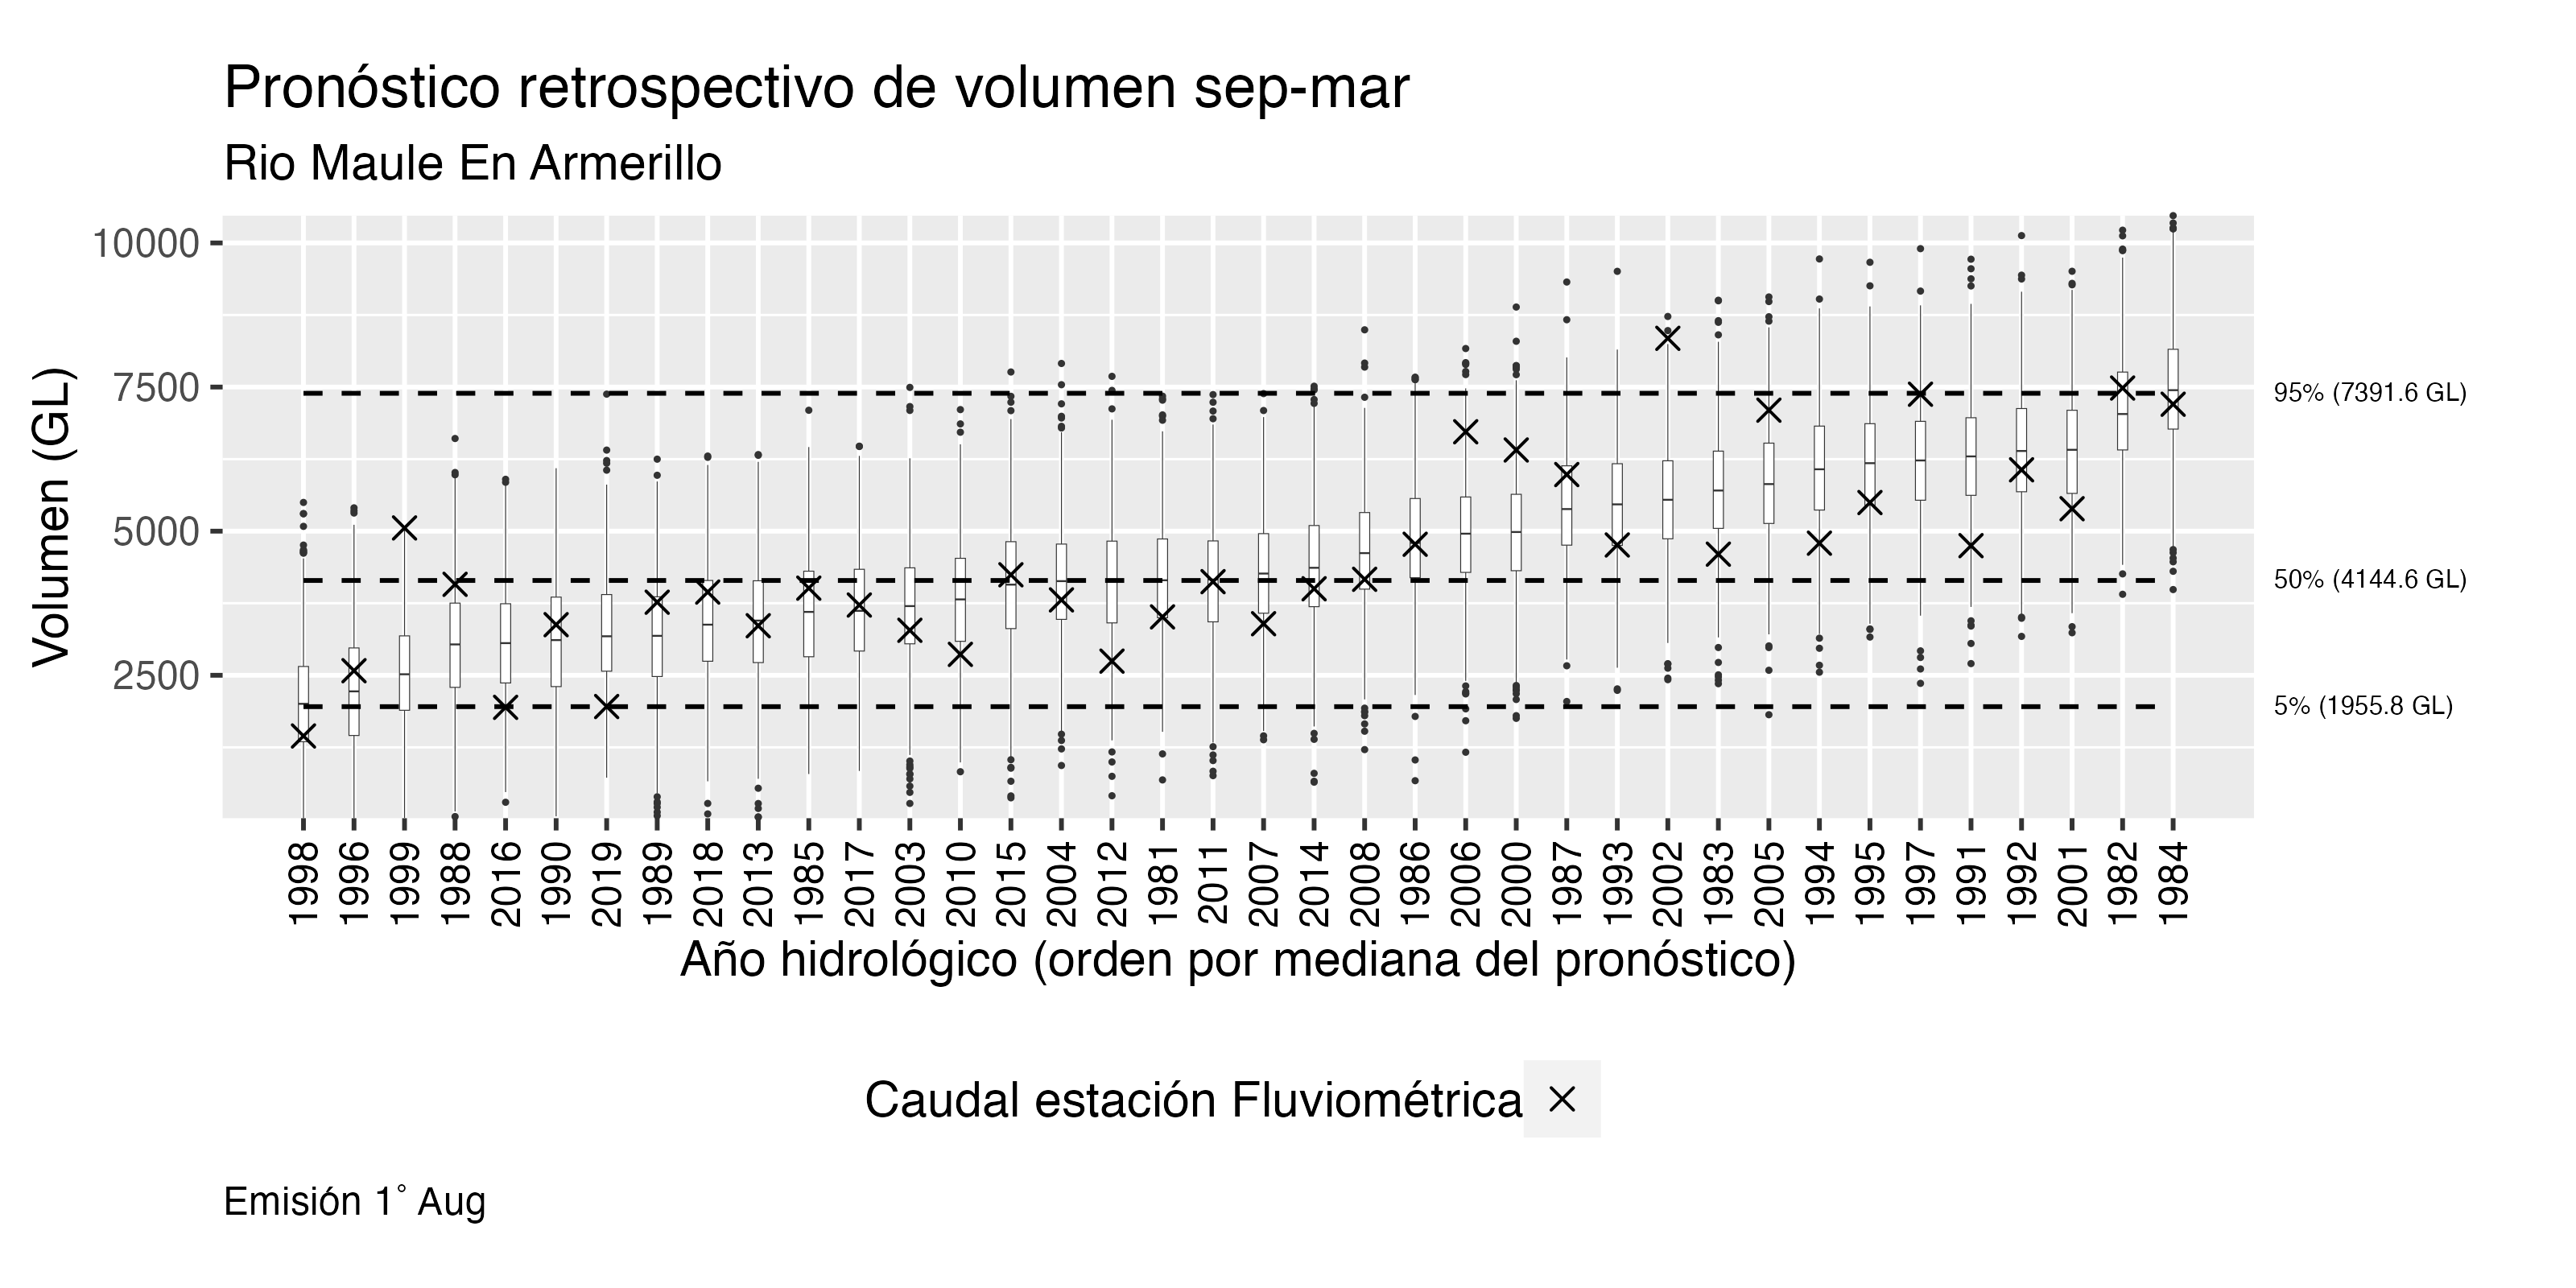 Pronóstico retrospectivo de volumen sep-mar
Rio Maule En Armerillo
Volumen (GL)
10000
7500
5000
2500
95% (7391.6 GL)
50% (4144.6 GL)
5% (1955.8 GL)
1998 1996 1999 1988 2016 1990 2019 1989 2018 2013 1985 2017 2003 2010 2015 2004 2012 1981 2011 2007 2014 2008 1986 2006 2000 1987 1993 2002 1983 2005 1994 1995 1997 1991 1992 2001 1982 1984
Año hidrológico (orden por mediana del pronóstico)
Caudal estación Fluviométrica
Emisión 1° Aug